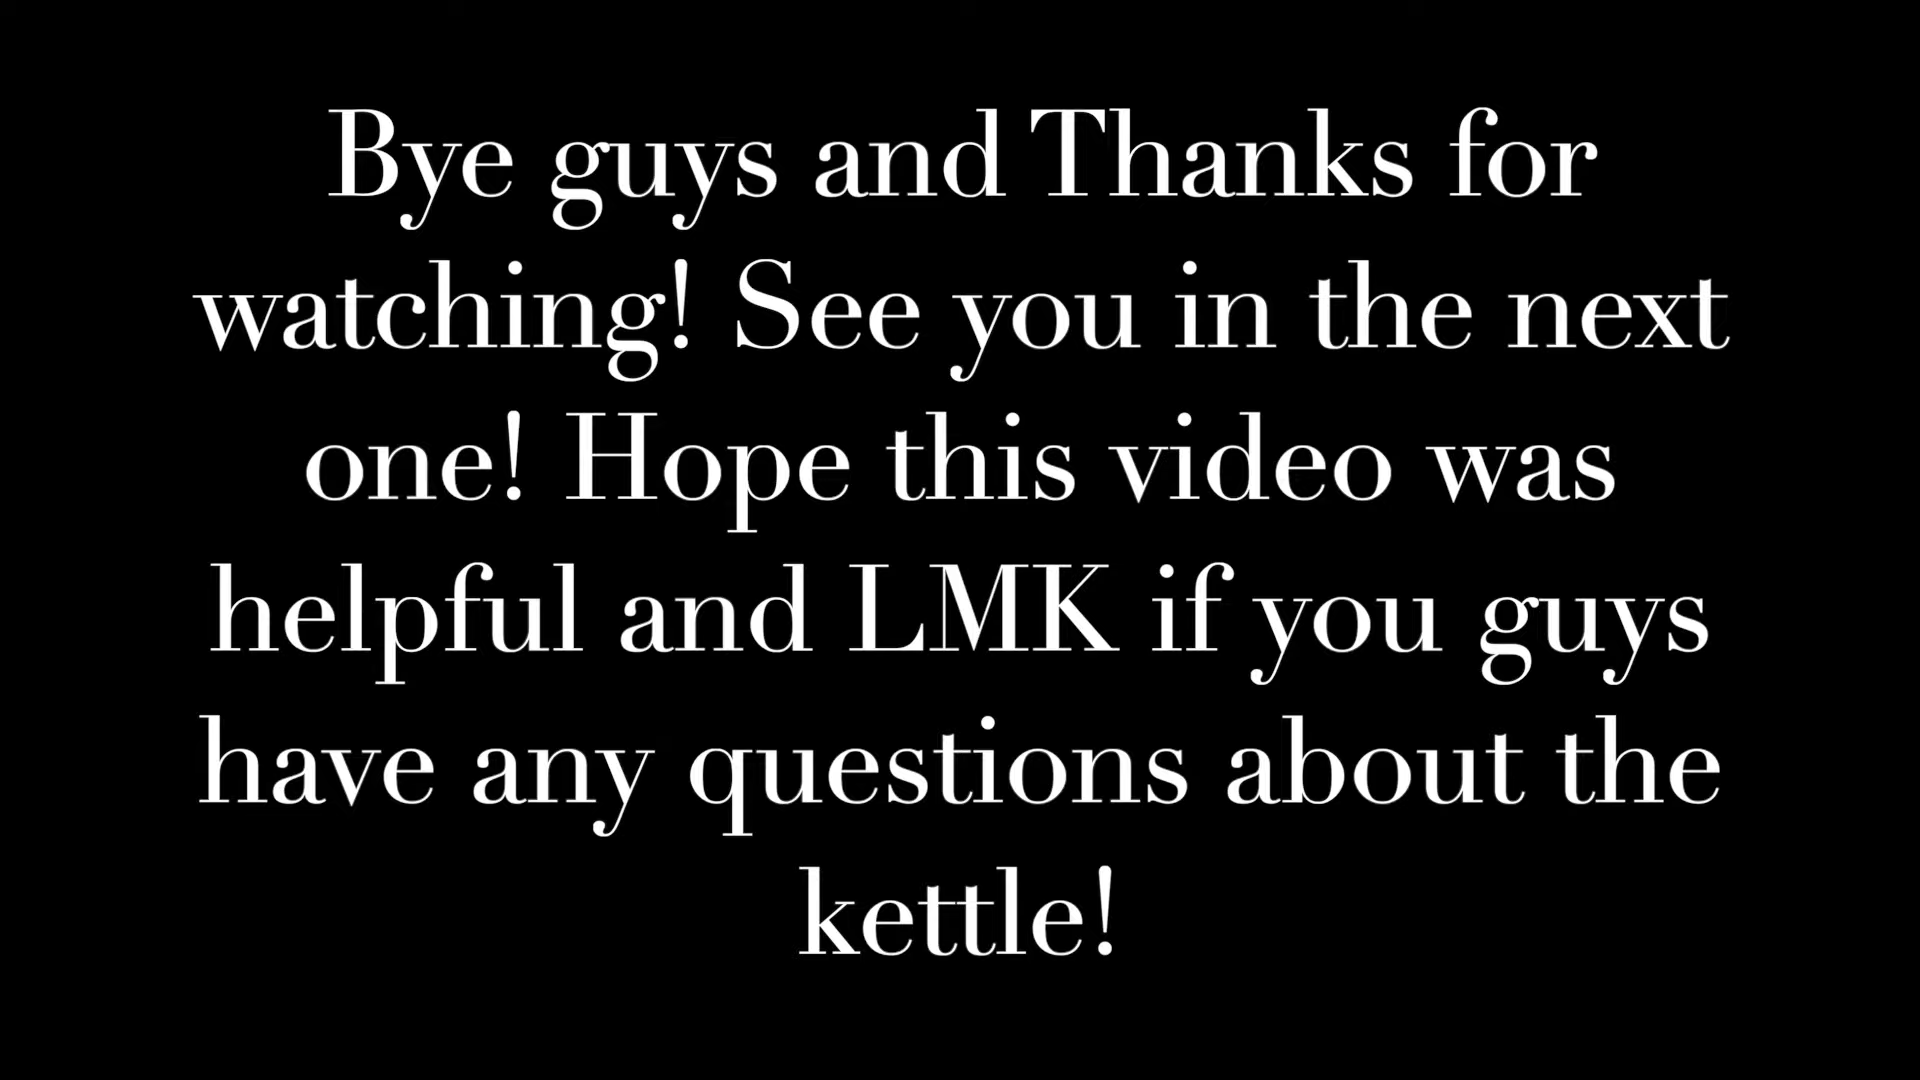 Bye guys and Thanks for
watching! See you in the next
one! Hope this video was
helpful and LMK if you guys
have any questions about the
kettle!